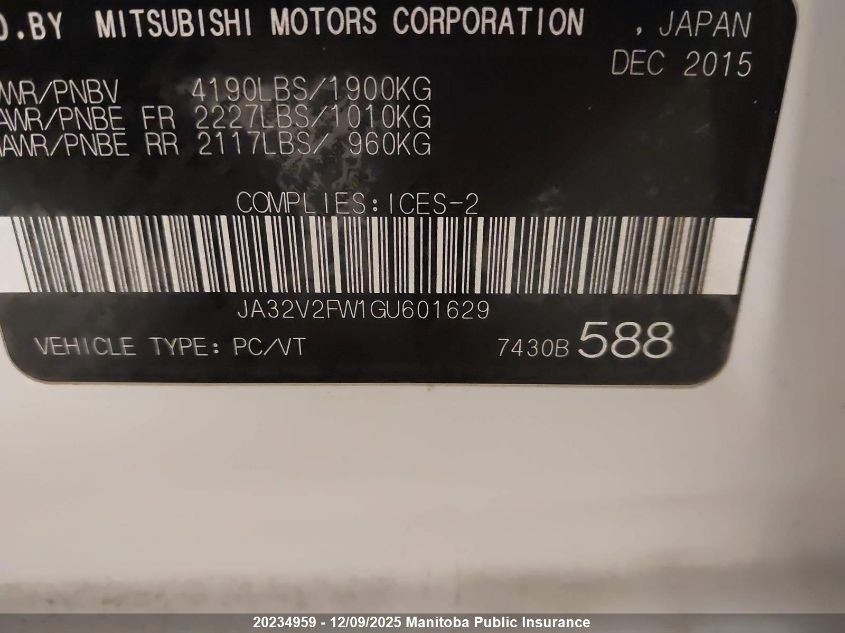 D.BY MITSUBISHI MOTORS CORPORATION , JAPAN
DEC 2015
WR/PNBV 4190LBS/1900KG
AWR/PNBE FR 2227LBS/1010KG
AWR/PNBE RR 2117LBS/ 960KG
COMPLIES:ICES-2
JA32V2FW1GU601629
VEHICLE TYPE: PC/VT 7430B 588
20234959 - 12/09/2025 Manitoba Public Insurance